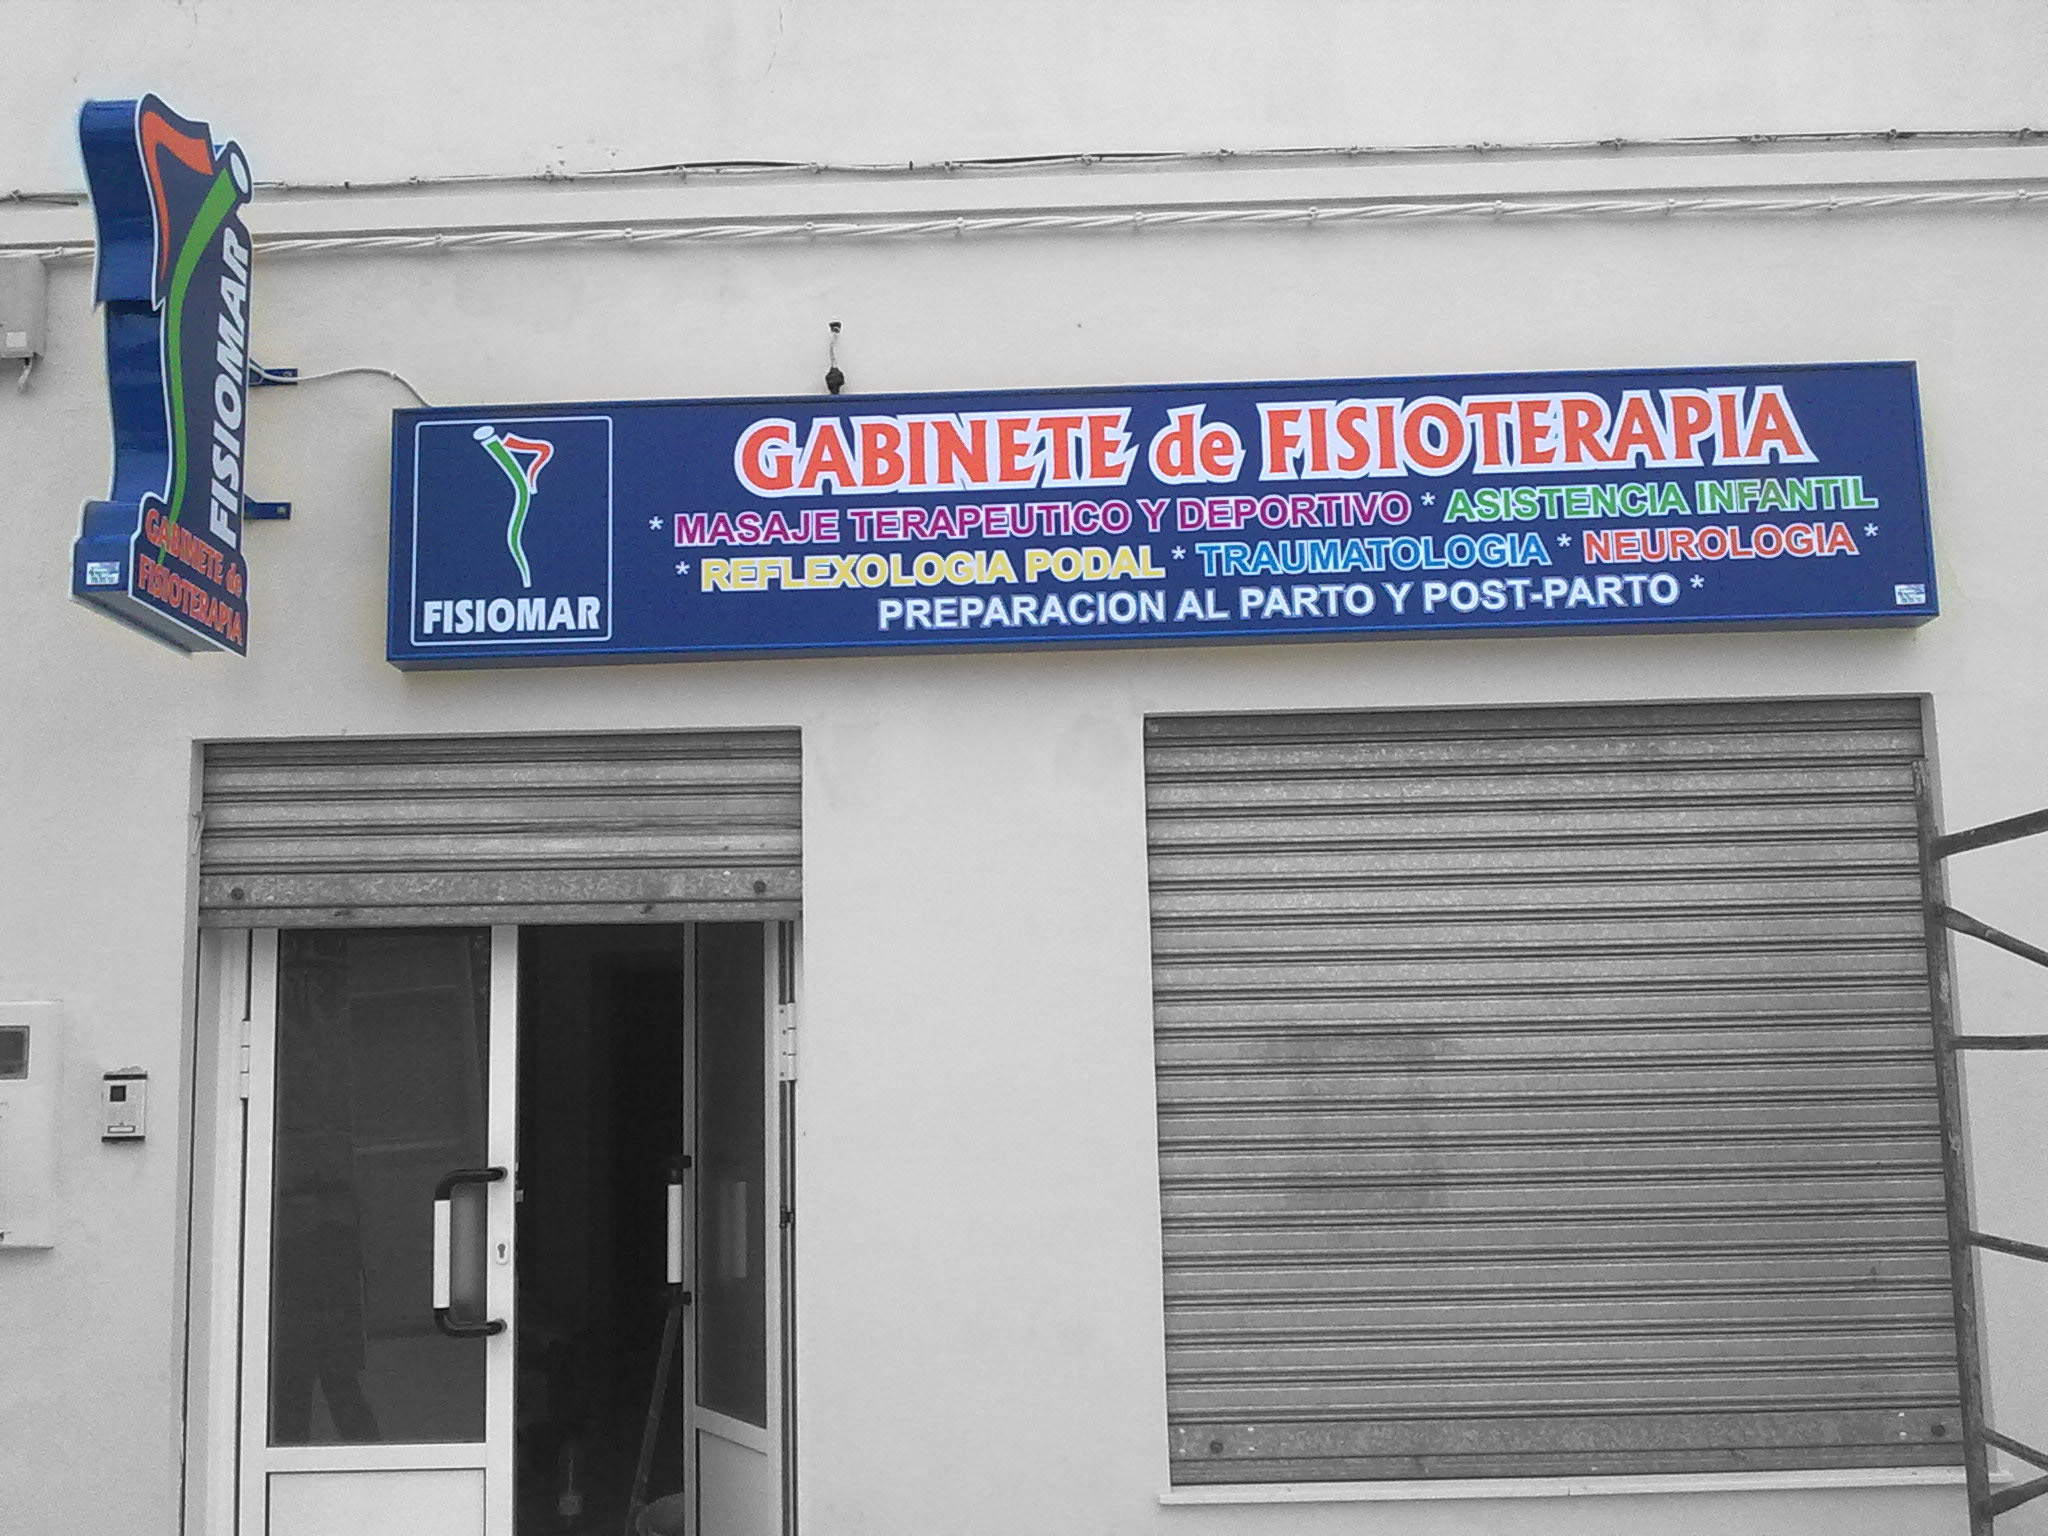 FISIOMAR
GABINETE de
FISIOTERAPIA
FISIOMAR
GABINETE de FISIOTERAPIA
* MASAJE TERAPEUTICO Y DEPORTIVO * ASISTENCIA INFANTIL
* REFLEXOLOGIA PODAL * TRAUMATOLOGIA * NEUROLOGIA *
PREPARACION AL PARTO Y POST-PARTO *